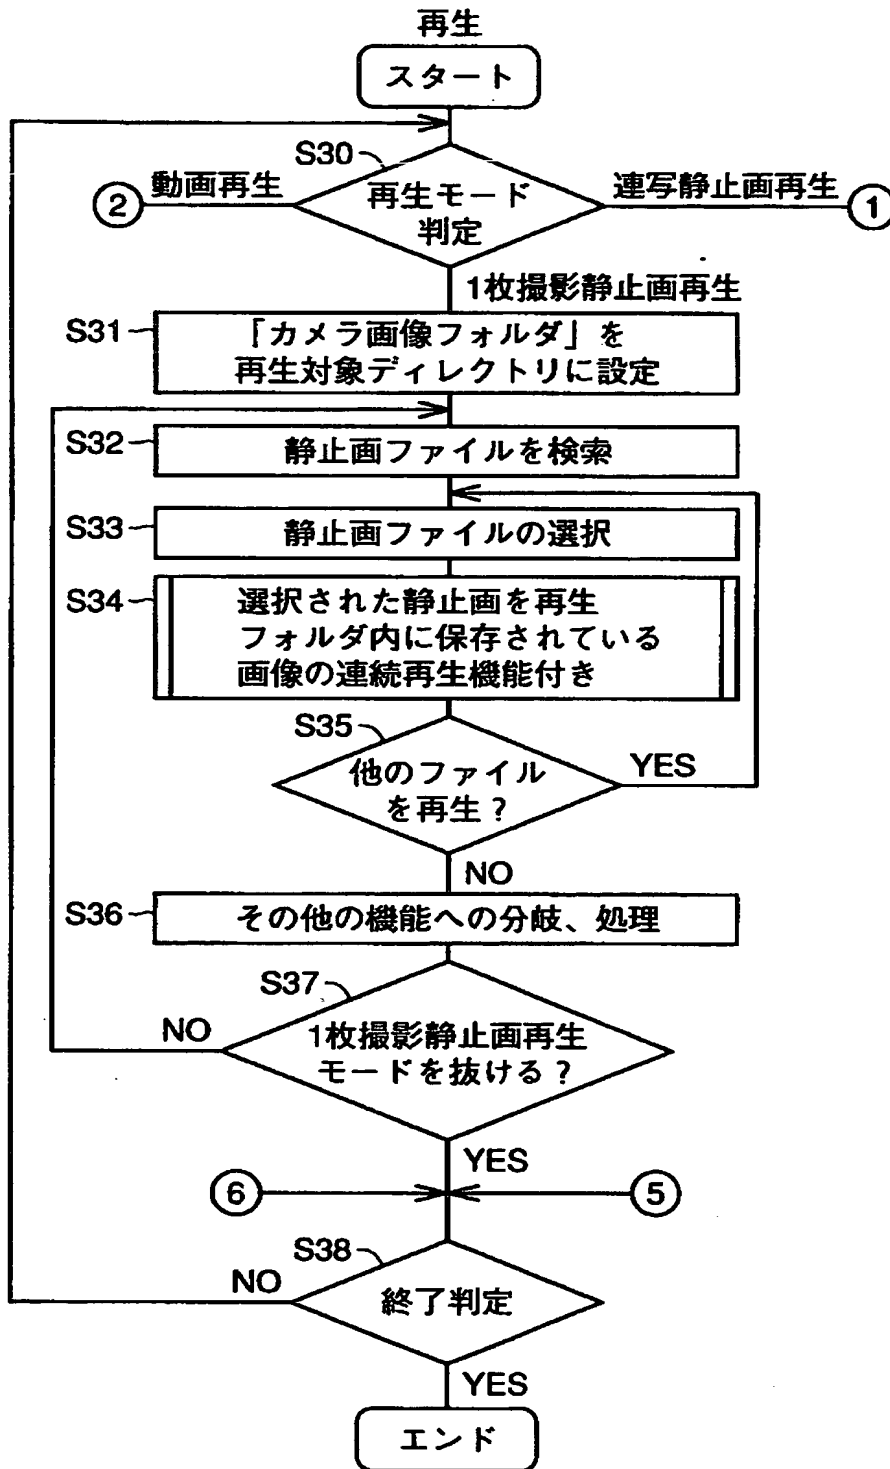 再生
スタート
S30
② 動画再生
再生モード
判定
連写静止画再生 ①
1枚撮影静止画再生
S31
「カメラ画像フォルダ」を
再生対象ディレクトリに設定
S32
静止画ファイルを検索
S33
静止画ファイルの選択
S34
選択された静止画を再生
フォルダ内に保存されている
画像の連続再生機能付き
S35
他のファイル
を再生？
YES
NO
S36
その他の機能への分岐、処理
S37
NO
1枚撮影静止画再生
モードを抜ける？
YES
⑥
⑤
S38
NO
終了判定
YES
エンド